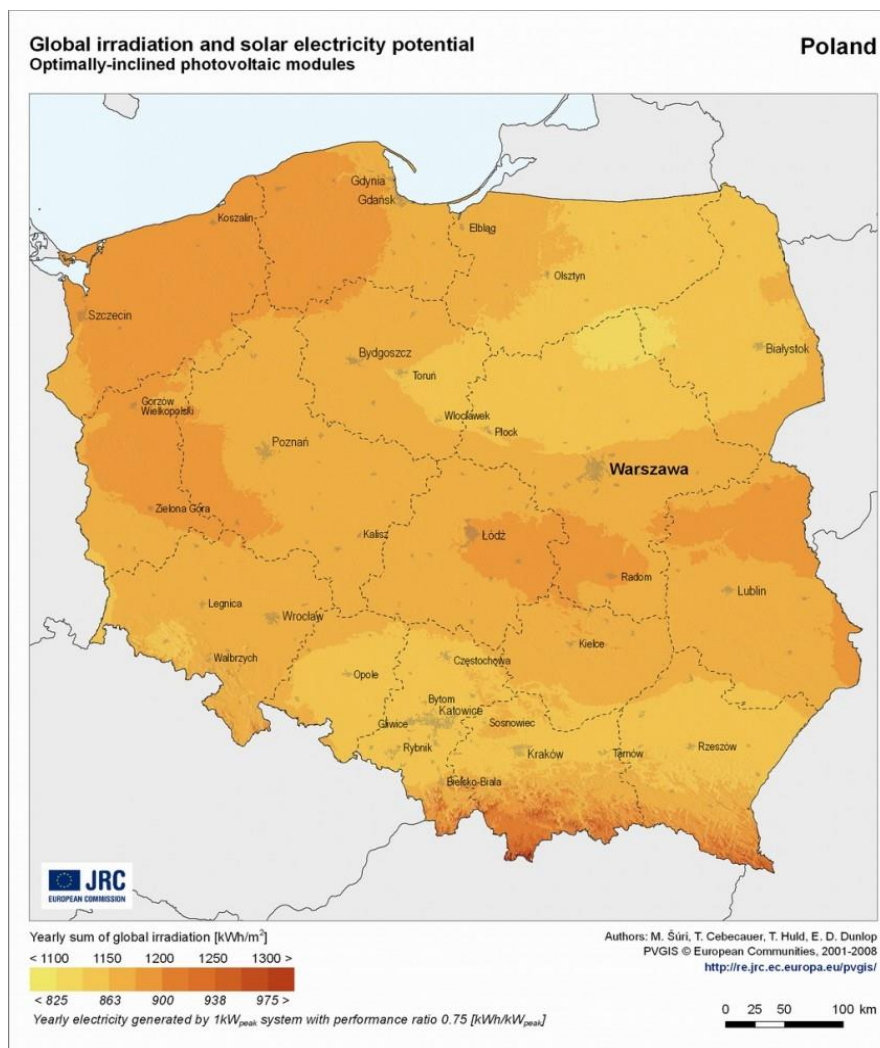 Global irradiation and solar electricity potential
Optimally-inclined photovoltaic modules
Poland
Gdynia
Gdańsk
Koszalin
Elbląg
Olsztyn
Szczecin
Białystok
Bydgoszcz
Toruń
Gorzów
Wielkopolski
Włocławek
Płock
Poznań
Warszawa
Zielona Góra
Kalisz
Łódź
Radom
Lublin
Legnica
Wrocław
Kielce
Wałbrzych
Częstochowa
Opole
Bytom
Katowice
Gliwice
Sosnowiec
Rybnik
Kraków
Tarnów
Rzeszów
Bielsko-Biała
JRC
EUROPEAN COMMISSION
Yearly sum of global irradiation [kWh/m²]
< 1100 1150 1200 1250 1300 >
< 825 863 900 938 975 >
Yearly electricity generated by 1kWpeak system with performance ratio 0.75 [kWh/kWpeak]
Authors: M. Šúri, T. Cebecauer, T. Huld, E. D. Dunlop
PVGIS © European Communities, 2001-2008
http://re.jrc.ec.europa.eu/pvgis/
0 25 50 100 km